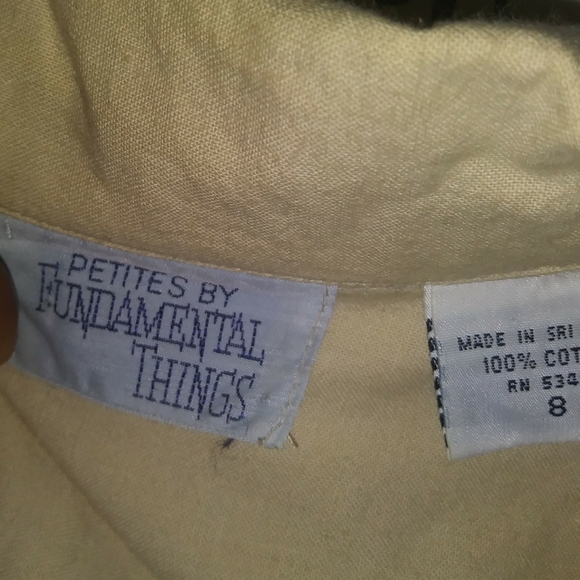 PETITES BY
FUNDAMENTAL
THINGS
MADE IN SRI
100% COT
RN 534
8